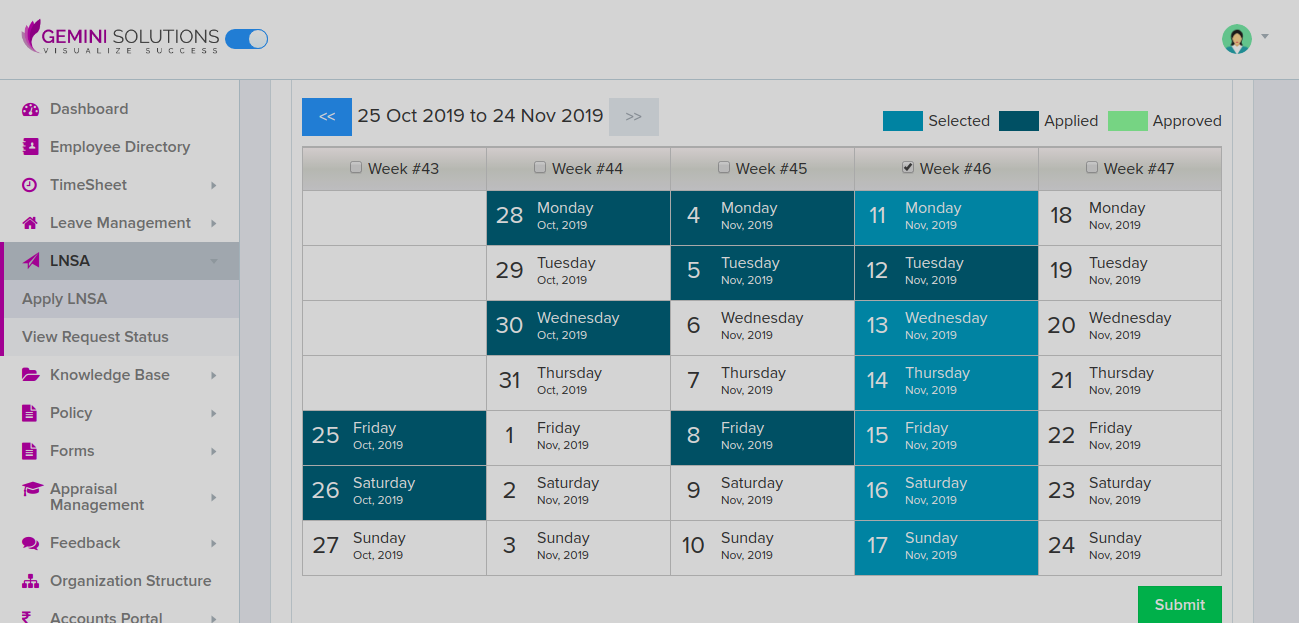 GEMINI SOLUTIONS
VISUALIZE SUCCESS
Dashboard
Employee Directory
TimeSheet
Leave Management
LNSA
Apply LNSA
View Request Status
Knowledge Base
Policy
Forms
Appraisal
Management
Feedback
Organization Structure
Accounts Portal
<< 25 Oct 2019 to 24 Nov 2019 >>
Selected Applied Approved
Week #43 Week #44 Week #45 Week #46 Week #47
28 Monday 4 Monday 11 Monday 18 Monday
Oct, 2019 Nov, 2019 Nov, 2019 Nov, 2019
29 Tuesday 5 Tuesday 12 Tuesday 19 Tuesday
Oct, 2019 Nov, 2019 Nov, 2019 Nov, 2019
30 Wednesday 6 Wednesday 13 Wednesday 20 Wednesday
Oct, 2019 Nov, 2019 Nov, 2019 Nov, 2019
31 Thursday 7 Thursday 14 Thursday 21 Thursday
Oct, 2019 Nov, 2019 Nov, 2019 Nov, 2019
25 Friday 1 Friday 8 Friday 15 Friday 22 Friday
Oct, 2019 Nov, 2019 Nov, 2019 Nov, 2019 Nov, 2019
26 Saturday 2 Saturday 9 Saturday 16 Saturday 23 Saturday
Oct, 2019 Nov, 2019 Nov, 2019 Nov, 2019 Nov, 2019
27 Sunday 3 Sunday 10 Sunday 17 Sunday 24 Sunday
Oct, 2019 Nov, 2019 Nov, 2019 Nov, 2019 Nov, 2019
Submit